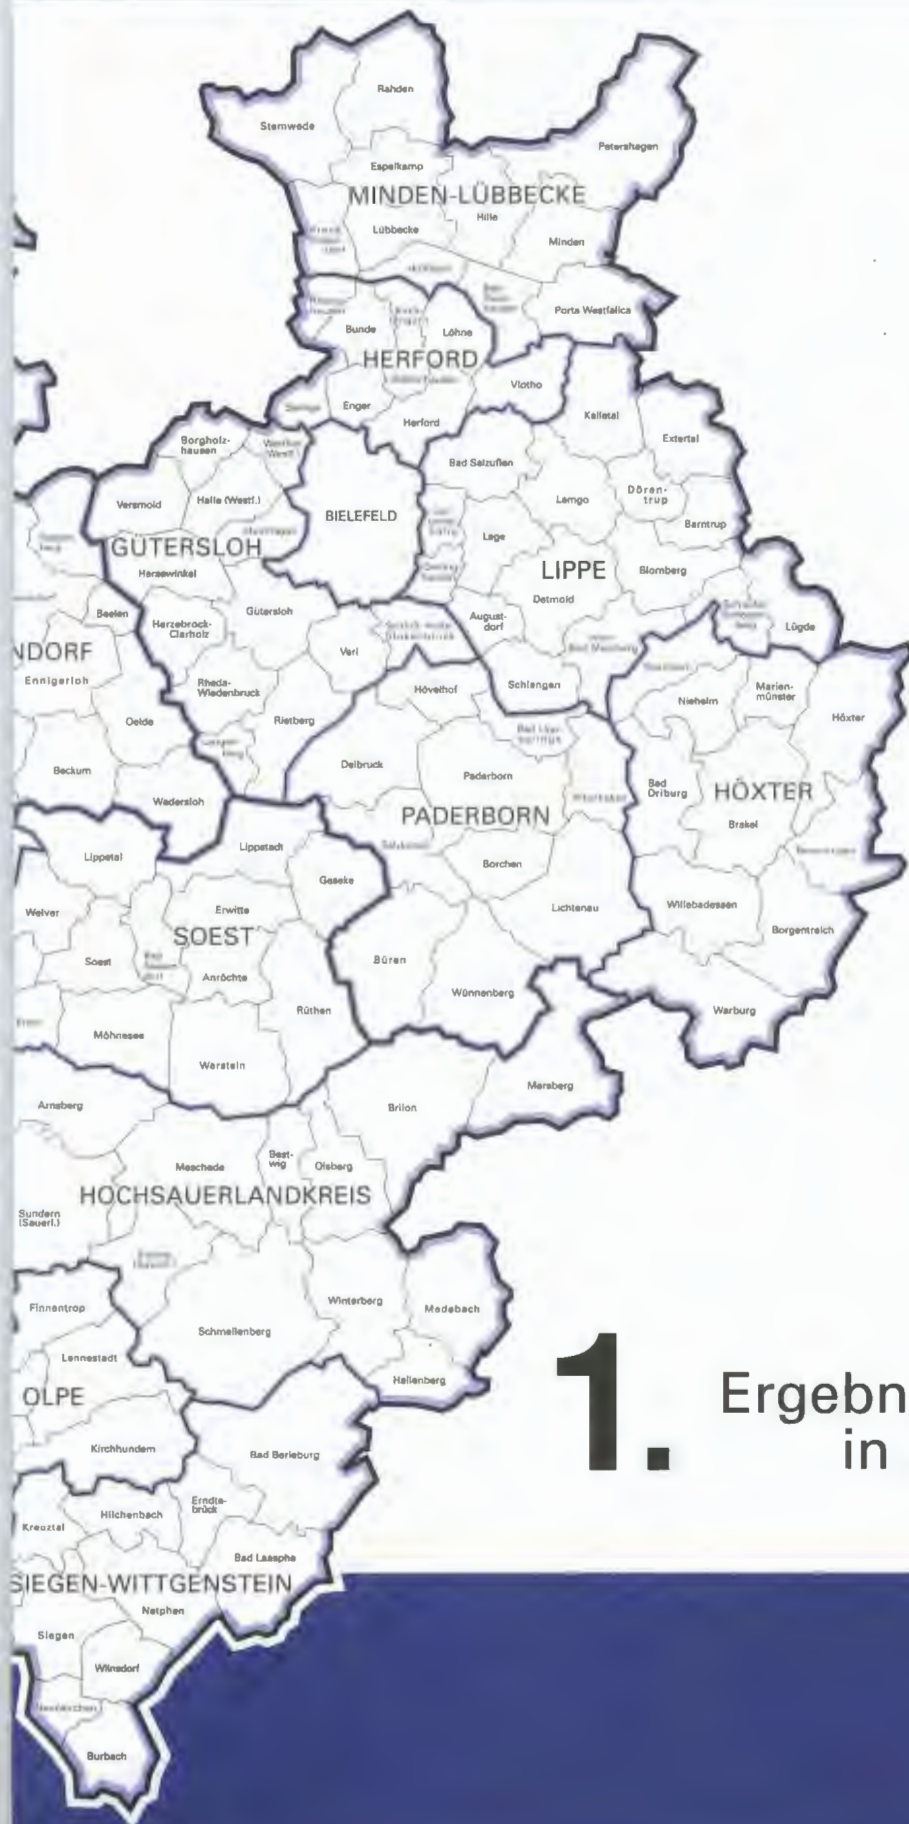 Rahden
Stemwede
Petershagen
Espelkamp
MINDEN-LÜBBECKE
Hille
Lübbecke
Minden
Porta Westfalica
Bunde
Löhne
HERFORD
Vlotho
Enger
Herford
Kalletal
Extertal
Borgholz-
hausen
Bad Salzuflen
Versmold
Halle (Westf.)
BIELEFELD
Lemgo
Dören-
trup
Barntrup
Lage
GÜTERSLOH
LIPPE
Blomberg
Harsewinkel
Detmold
Beelen
Herzebrock-
Clarholz
Gütersloh
August-
dorf
Lügde
NDORF
Verl
Ennigerloh
Rheda-
Wiedenbruck
Hövelhof
Schlangen
Nieheim
Marien-
münster
Oelde
Rietberg
Höxter
Beckum
Delbruck
Paderborn
Bad
Driburg
HÖXTER
Wadersloh
PADERBORN
Brakel
Lippetal
Lippstadt
Borchen
Geseke
Welver
Erwitte
Lichtenau
Willebadessen
Borgentreich
SOEST
Soest
Anröchte
Büren
Wünnenberg
Rüthen
Warburg
Möhnesee
Warstein
Marsberg
Arnsberg
Brilon
Meschede
Best-
wig
Olsberg
HOCHSAUERLANDKREIS
Sundern
(Sauerl.)
Finnentrop
Winterberg
Medebach
Schmallenberg
Lennestadt
Hallenberg
OLPE
Kirchhundem
Bad Berleburg
1. Ergebn
in
Kreuztal
Hilchenbach
Erndte-
brück
Bad Laasphe
SIEGEN-WITTGENSTEIN
Netphen
Siegen
Wilnsdorf
Burbach